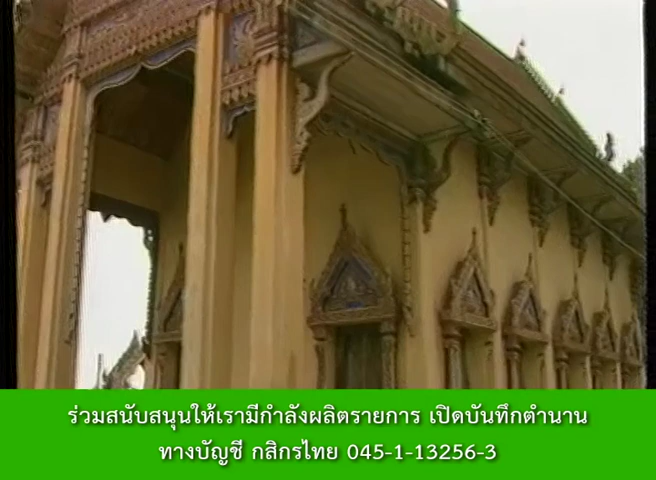 ร่วมสนับสนุนให้เรามีกำลังผลิตรายการ เปิดบันทึกตำนาน
ทางบัญชี กสิกรไทย 045-1-13256-3